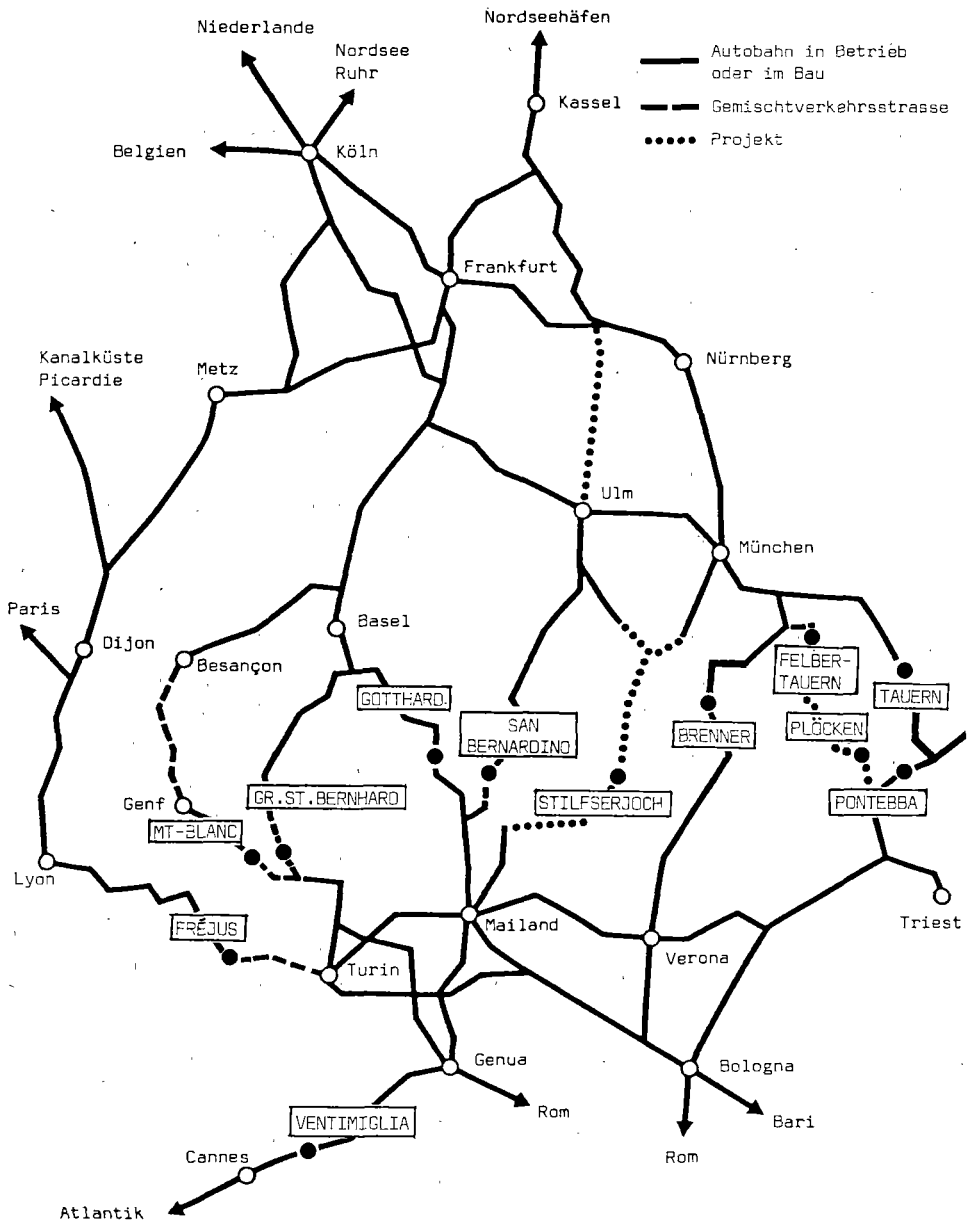 Nordseehäfen
Niederlande
Nordsee
Ruhr
Autobahn in Betrieb
oder im Bau
Kassel
Gemischtverkehrsstrasse
Projekt
Belgien
Köln
Frankfurt
Kanalküste
Picardie
Metz
Nürnberg
Ulm
München
Paris
Dijon
Basel
Besançon
FELBER-
TAUERN
TAUERN
GOTTHARD
SAN
BERNARDINO
BRENNER
PLÖCKEN
Genf
GR.ST.BERNHARD
STILFSERJOCH
PONTEBBA
MT-BLANC
Lyon
Mailand
Triest
FRÉJUS
Verona
Turin
Genua
Bologna
Rom
Bari
VENTIMIGLIA
Cannes
Rom
Atlantik